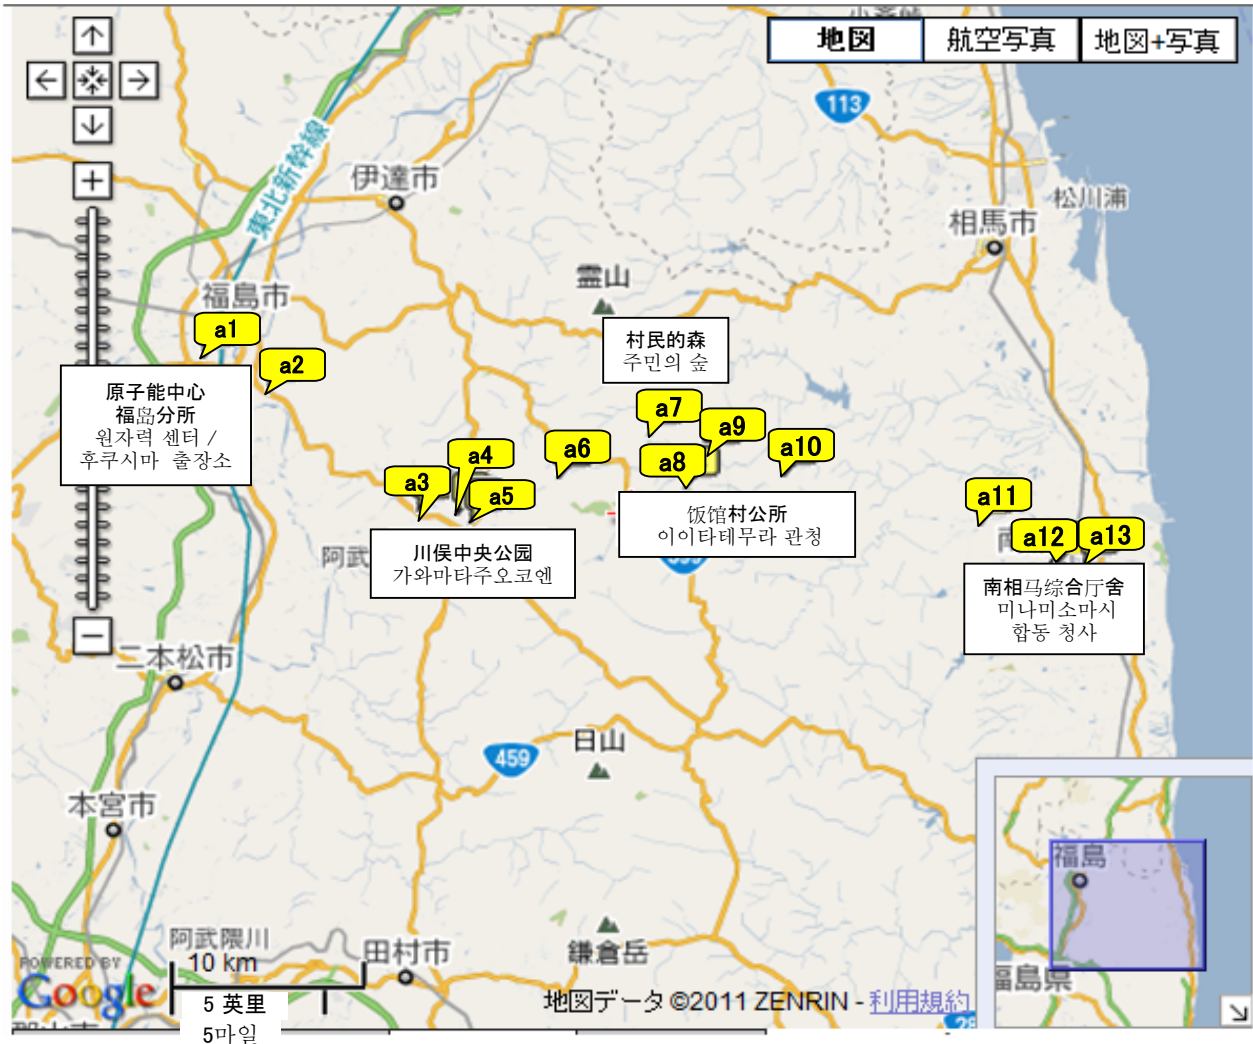 地図
航空写真
地図+写真
113
東北新幹線
伊達市
松川浦
相馬市
霊山
福島市
a1
a2
村民的森
주민의 숲
原子能中心
福岛分所
원자력 센터 /
후쿠시마 출장소
a7
a9
a4
a6
a8
a10
a3
a5
a11
饭馆村公所
이이타테무라 관청
a12
a13
阿武
川俣中央公园
가와마타주오코엔
南相马综合厅舍
미나미소마시
합동 청사
二本松市
日山
459
本宮市
福島
阿武隈川
田村市
鎌倉岳
福島県
10 km
POWERED BY
Google
5 英里
地図データ ©2011 ZENRIN - 利用規約
5마일